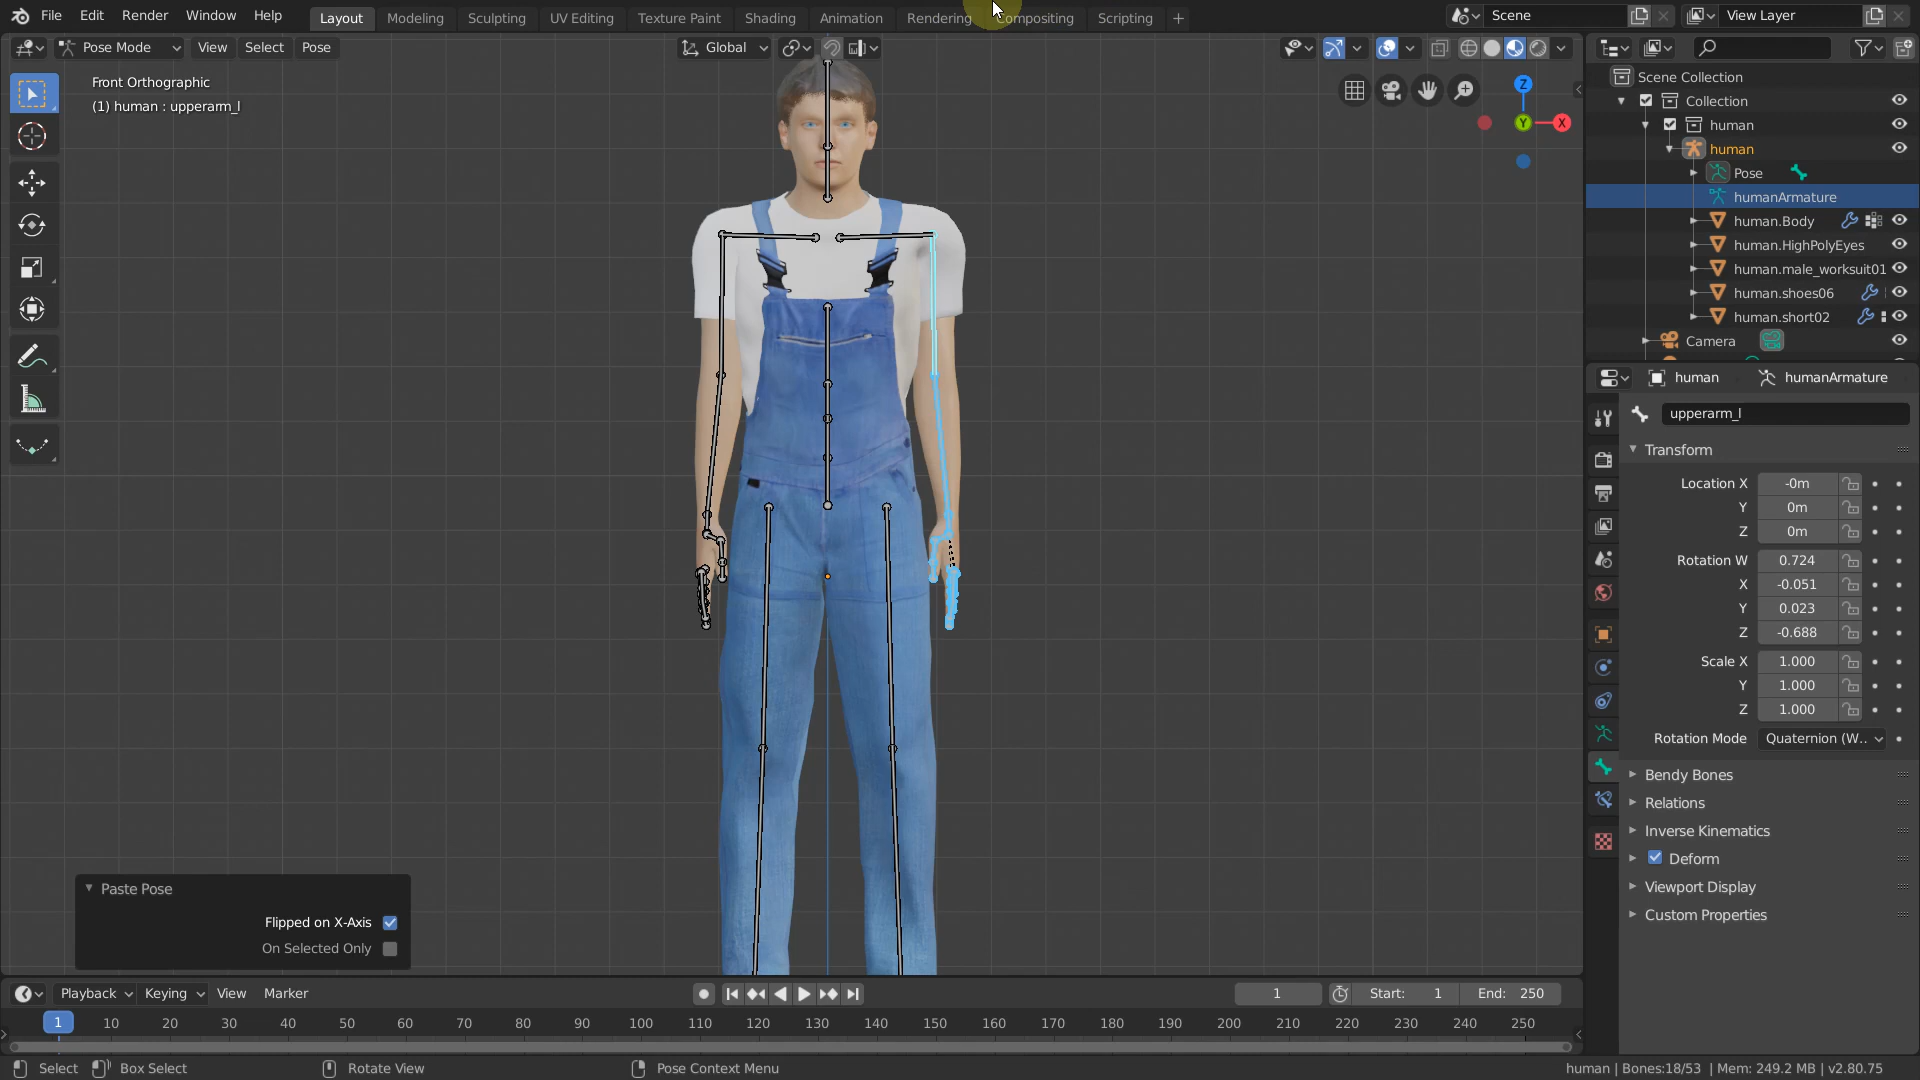 File Edit Render Window Help Layout Modeling Sculpting UV Editing Texture Paint Shading Animation Rendering Compositing Scripting + Scene View Layer
Pose Mode View Select Pose Global
Front Orthographic
(1) human : upperarm_l
Z
Y
X
Scene Collection
Collection
human
human
Pose
humanArmature
human.Body
human.HighPolyEyes
human.male_worksuit01
human.shoes06
human.short02
Camera
human humanArmature
upperarm_l
Transform
Location X -0m
Y 0m
Z 0m
Rotation W 0.724
X -0.051
Y 0.023
Z -0.688
Scale X 1.000
Y 1.000
Z 1.000
Rotation Mode Quaternion (W..
Bendy Bones
Relations
Inverse Kinematics
Deform
Viewport Display
Custom Properties
Paste Pose
Flipped on X-Axis
On Selected Only
Playback Keying View Marker 1 Start: 1 End: 250
1 10 20 30 40 50 60 70 80 90 100 110 120 130 140 150 160 170 180 190 200 210 220 230 240 250
Select Box Select Rotate View Pose Context Menu human | Bones:18/53 | Mem: 249.2 MB | v2.80.75